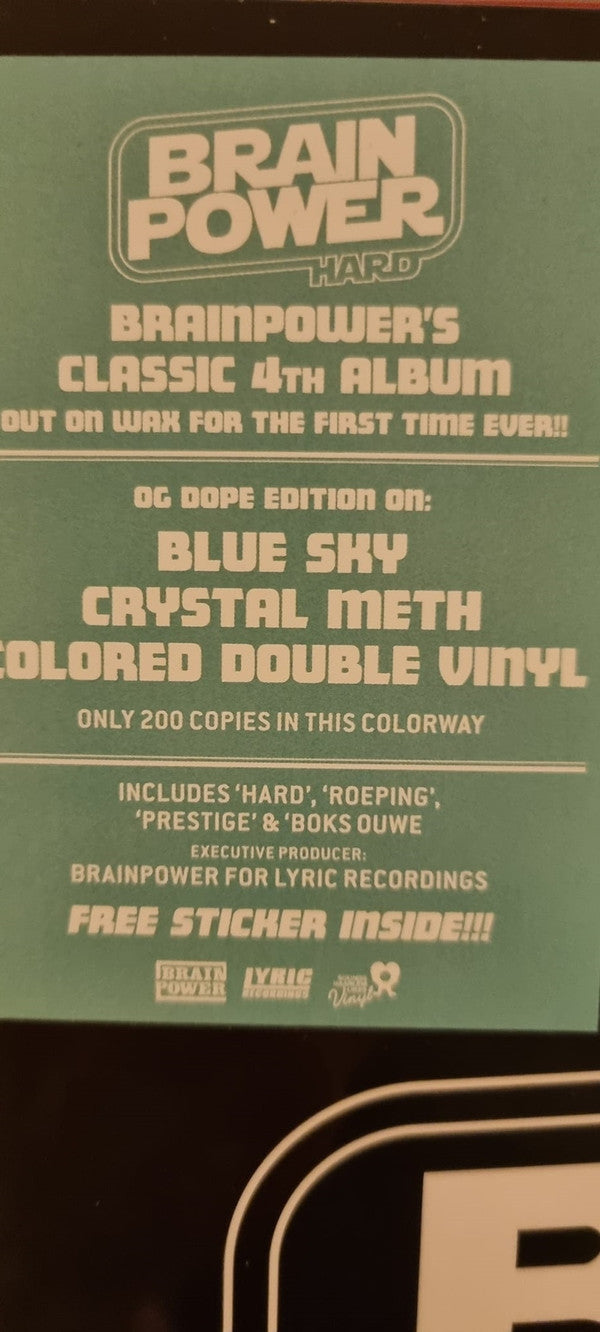 BRAIN
POWER
HARD
BRAINPOWER'S
CLASSIC 4TH ALBUM
OUT ON WAX FOR THE FIRST TIME EVER!!
OG DOPE EDITION ON:
BLUE SKY
CRYSTAL METH
COLORED DOUBLE VINYL
ONLY 200 COPIES IN THIS COLORWAY
INCLUDES 'HARD', 'ROEPING',
'PRESTIGE' & 'BOKS OUWE
EXECUTIVE PRODUCER:
BRAINPOWER FOR LYRIC RECORDINGS
FREE STICKER INSIDE!!!
BRAIN
POWER
LYRIC
RECORDINGS
Vinyl